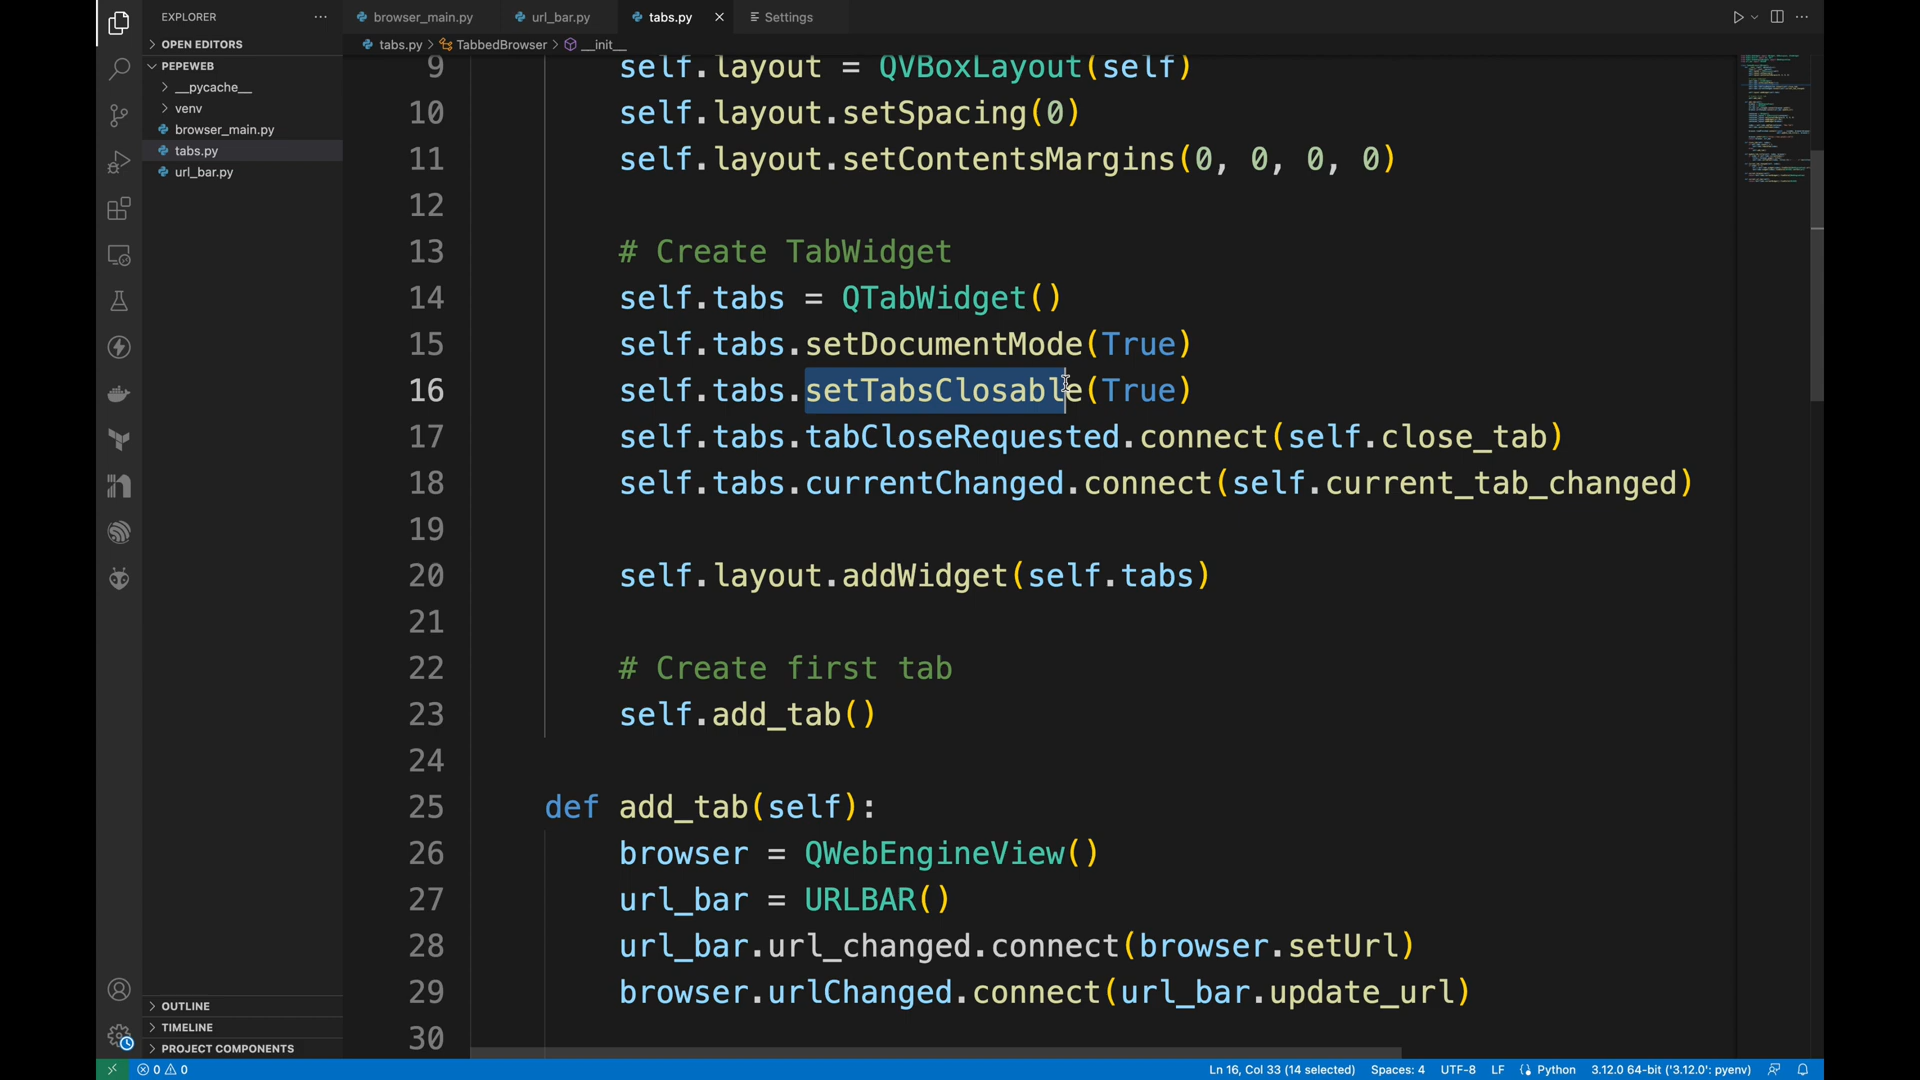 EXPLORER
browser_main.py
url_bar.py
tabs.py
Settings
OPEN EDITORS
tabs.py > TabbedBrowser > __init__
PEPEWEB
__pycache__
venv
browser_main.py
tabs.py
url_bar.py
9 self.layout = QVBoxLayout(self)
10 self.layout.setSpacing(0)
11 self.layout.setContentsMargins(0, 0, 0, 0)
12
13 # Create TabWidget
14 self.tabs = QTabWidget()
15 self.tabs.setDocumentMode(True)
16 self.tabs.setTabsClosable(True)
17 self.tabs.tabCloseRequested.connect(self.close_tab)
18 self.tabs.currentChanged.connect(self.current_tab_changed)
19
20 self.layout.addWidget(self.tabs)
21
22 # Create first tab
23 self.add_tab()
24
25 def add_tab(self):
26 browser = QWebEngineView()
27 url_bar = URLBAR()
28 url_bar.url_changed.connect(browser.setUrl)
29 browser.urlChanged.connect(url_bar.update_url)
30
OUTLINE
TIMELINE
PROJECT COMPONENTS
0 0
Ln 16, Col 33 (14 selected)
Spaces: 4
UTF-8
LF
Python
3.12.0 64-bit ('3.12.0': pyenv)